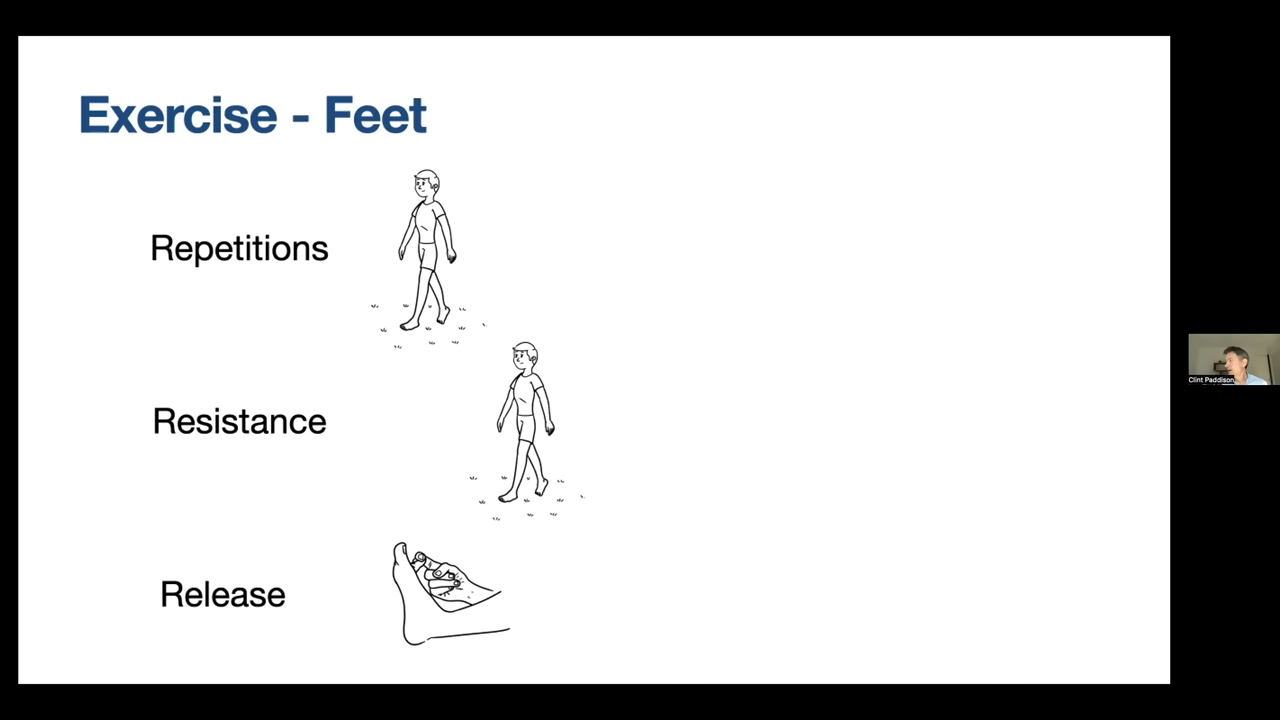 Exercise - Feet
Repetitions
Resistance
Release
Clint Paddison